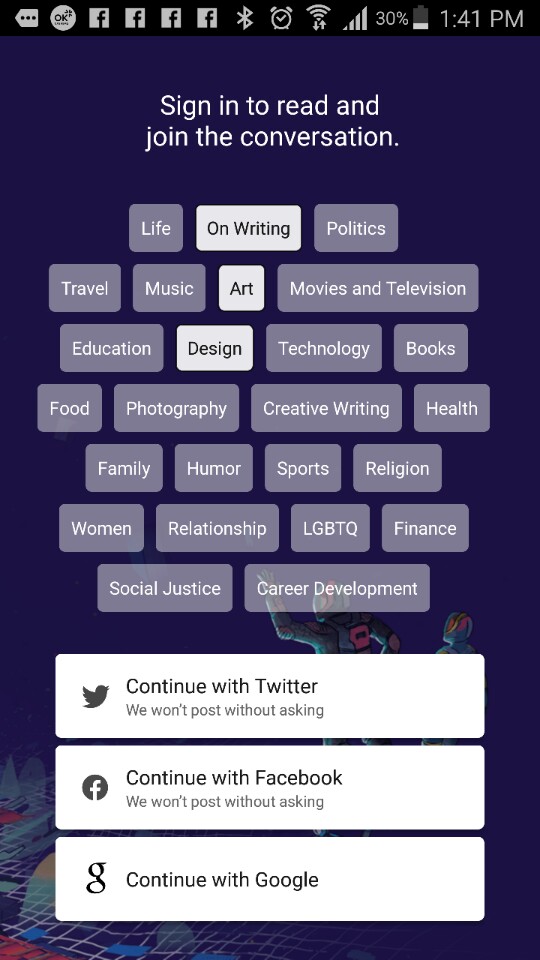 OK
30% 1:41 PM
Sign in to read and
join the conversation.
Life On Writing Politics
Travel Music Art Movies and Television
Education Design Technology Books
Food Photography Creative Writing Health
Family Humor Sports Religion
Women Relationship LGBTQ Finance
Social Justice Career Development
Continue with Twitter
We won't post without asking
Continue with Facebook
We won't post without asking
Continue with Google